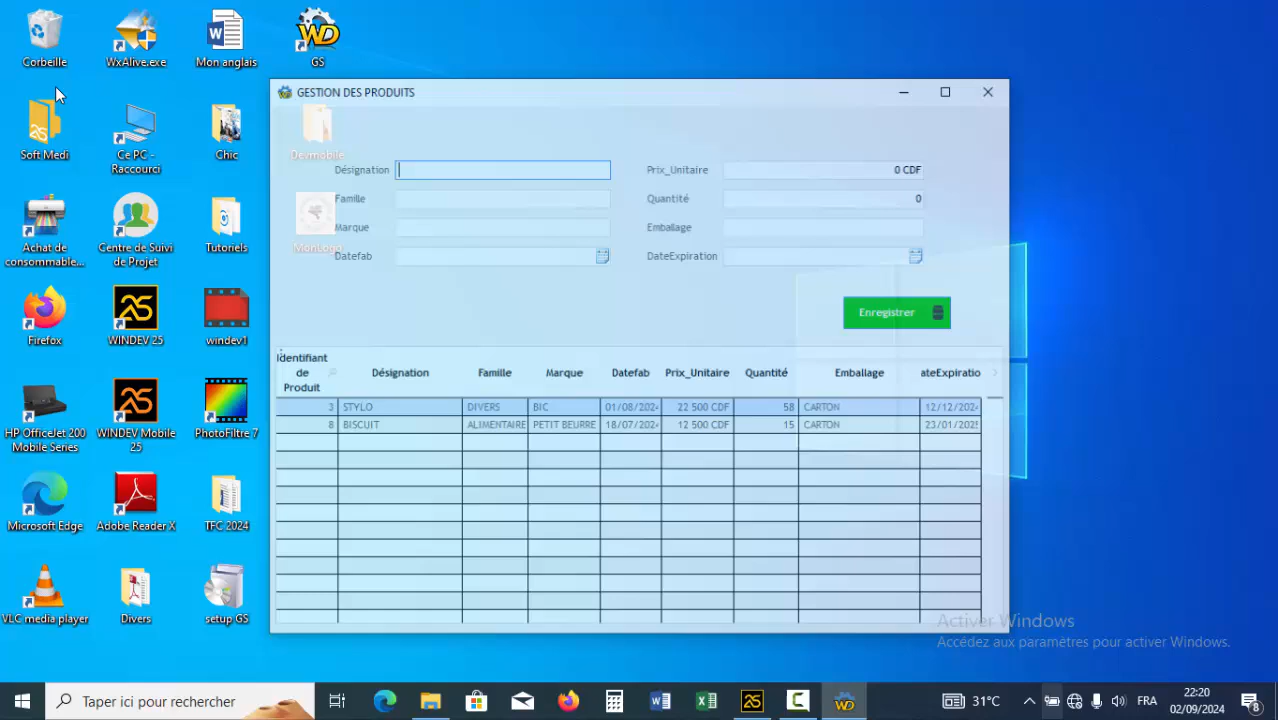 Corbeille
WxAlive.exe
Mon anglais
GS
Soft Medi
Ce PC -
Raccourci
Chic
Devmobile
Achat de
consommable...
Centre de Suivi
de Projet
Tutoriels
MonLogo
Firefox
WINDEV 25
windev1
HP OfficeJet 200
Mobile Series
WINDEV Mobile
25
PhotoFiltre 7
Microsoft Edge
Adobe Reader X
TFC 2024
VLC media player
Divers
setup GS
GESTION DES PRODUITS
Désignation
Prix_Unitaire 0 CDF
Famille
Quantité 0
Marque
Emballage
Datefab
DateExpiration
Enregistrer
Identifiant
de
Produit
Désignation Famille Marque Datefab Prix_Unitaire Quantité Emballage ateExpiratio
3 STYLO DIVERS BIC 01/08/202 22 500 CDF 58 CARTON 12/12/202
8 BISCUIT ALIMENTAIRE PETIT BEURRE 18/07/202 12 500 CDF 15 CARTON 23/01/202
Activer Windows
Accédez aux paramètres pour activer Windows.
Taper ici pour rechercher
31°C
FRA
22:20
02/09/2024
8